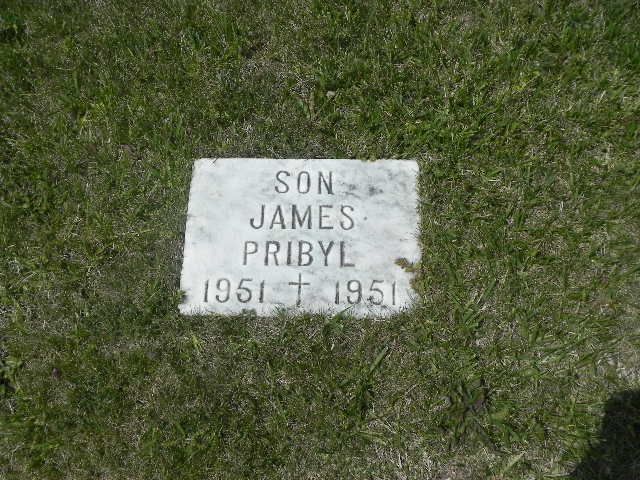 SON
JAMES
PRIBYL
1951 † 1951